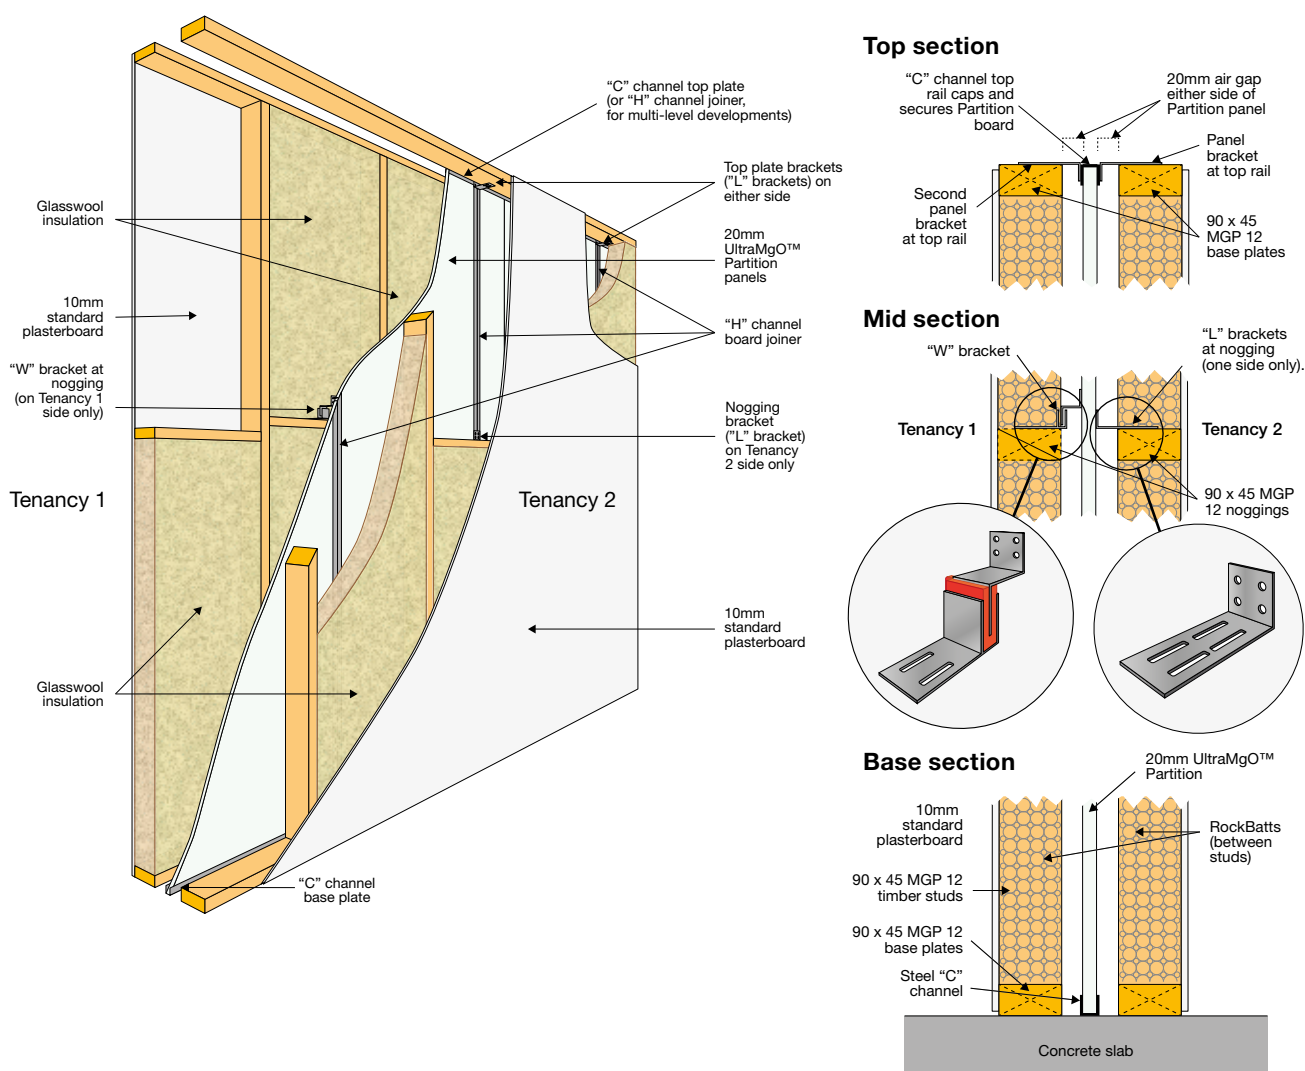 “C” channel top plate
(or “H” channel joiner,
for multi-level developments)
Glasswool
insulation
Top plate brackets
(”L” brackets) on
either side
20mm
UltraMgO™
Partition
panels
10mm
standard
plasterboard
“H” channel
board joiner
“W” bracket at
nogging
(on Tenancy 1
side only)
Nogging
bracket
(”L” bracket)
on Tenancy
2 side only
Tenancy 1
Tenancy 2
10mm
standard
plasterboard
Glasswool
insulation
“C” channel
base plate
Top section
“C” channel top
rail caps and
secures Partition
board
20mm air gap
either side of
Partition panel
Panel
bracket
at top rail
Second
panel
bracket
at top rail
90 x 45
MGP 12
base plates
Mid section
“W” bracket
“L” brackets
at nogging
(one side only).
Tenancy 1
Tenancy 2
90 x 45 MGP
12 noggings
Base section
20mm UltraMgO™
Partition
10mm
standard
plasterboard
RockBatts
(between
studs)
90 x 45 MGP 12
timber studs
90 x 45 MGP 12
base plates
Steel “C”
channel
Concrete slab